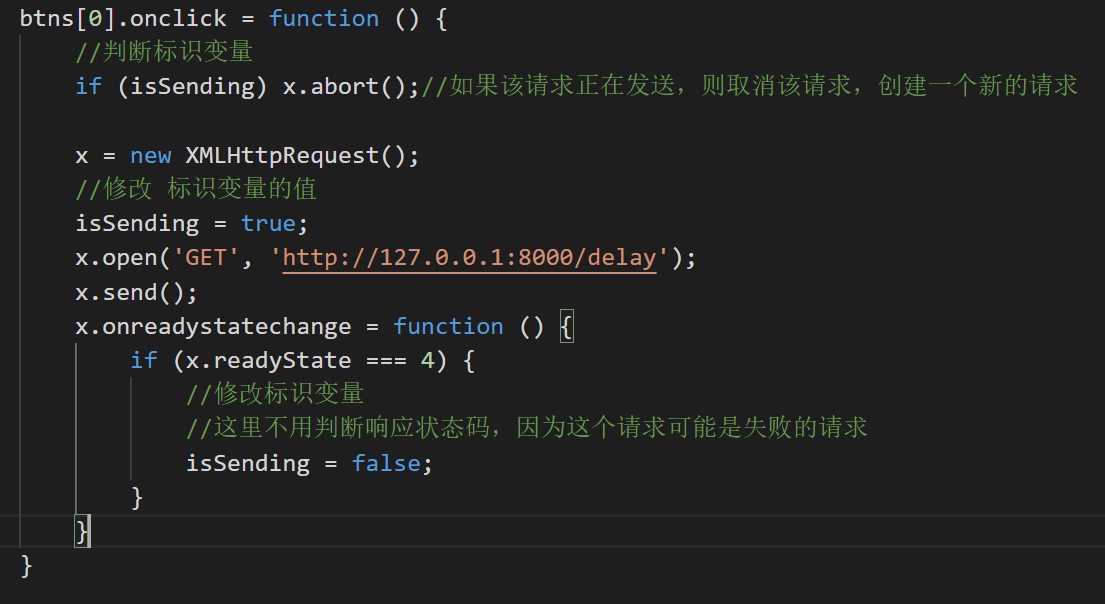 btns[0].onclick = function () {
//判断标识变量
if (isSending) x.abort();//如果该请求正在发送，则取消该请求，创建一个新的请求
x = new XMLHttpRequest();
//修改 标识变量的值
isSending = true;
x.open('GET', 'http://127.0.0.1:8000/delay');
x.send();
x.onreadystatechange = function () {
if (x.readyState === 4) {
//修改标识变量
//这里不用判断响应状态码，因为这个请求可能是失败的请求
isSending = false;
}
}
}